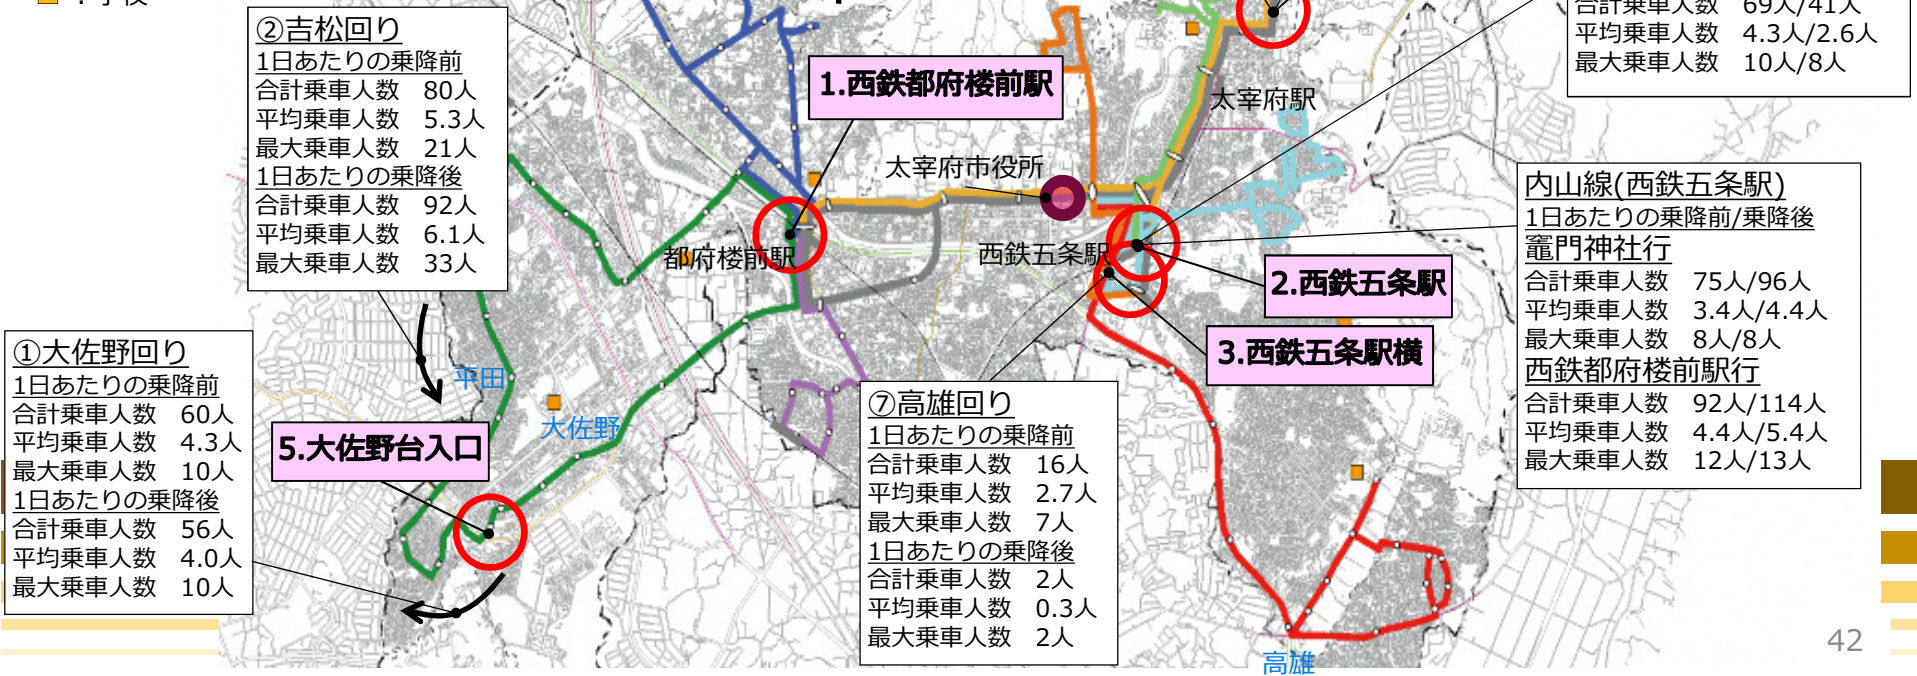 ②吉松回り
1日あたりの乗降前
合計乗車人数　80人
平均乗車人数　5.3人
最大乗車人数　21人
1日あたりの乗降後
合計乗車人数　92人
平均乗車人数　6.1人
最大乗車人数　33人
合計乗車人数　69人/41人
平均乗車人数　4.3人/2.6人
最大乗車人数　10人/8人
1.西鉄都府楼前駅
太宰府駅
太宰府市役所
都府楼前駅
西鉄五条駅
2.西鉄五条駅
3.西鉄五条駅横
内山線(西鉄五条駅)
1日あたりの乗降前/乗降後
竈門神社行
合計乗車人数　75人/96人
平均乗車人数　3.4人/4.4人
最大乗車人数　8人/8人
西鉄都府楼前駅行
合計乗車人数　92人/114人
平均乗車人数　4.4人/5.4人
最大乗車人数　12人/13人
①大佐野回り
1日あたりの乗降前
合計乗車人数　60人
平均乗車人数　4.3人
最大乗車人数　10人
1日あたりの乗降後
合計乗車人数　56人
平均乗車人数　4.0人
最大乗車人数　10人
平田
大佐野
5.大佐野台入口
⑦高雄回り
1日あたりの乗降前
合計乗車人数　16人
平均乗車人数　2.7人
最大乗車人数　7人
1日あたりの乗降後
合計乗車人数　2人
平均乗車人数　0.3人
最大乗車人数　2人
高雄
42